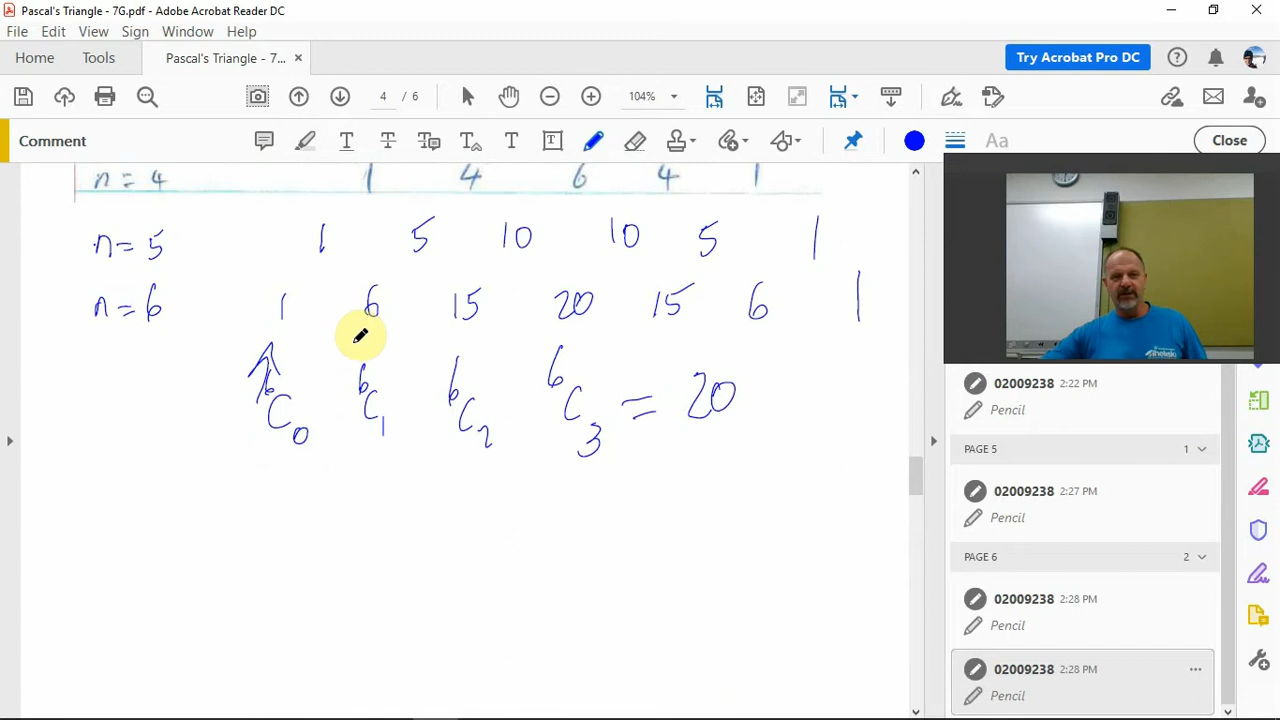 Pascal's Triangle - 7G.pdf - Adobe Acrobat Reader DC
File Edit View Sign Window Help
Home Tools Pascal's Triangle - 7... × Try Acrobat Pro DC
4 / 6 104%
Comment Close
n = 4 1 4 6 4 1
n = 5 1 5 10 10 5 1
n = 6 1 6 15 20 15 6 1
⁶C₀ ⁶C₁ ⁶C₂ ⁶C₃ = 20
02009238 2:22 PM
Pencil
PAGE 5 1
02009238 2:27 PM
Pencil
PAGE 6 2
02009238 2:28 PM
Pencil
02009238 2:28 PM
Pencil